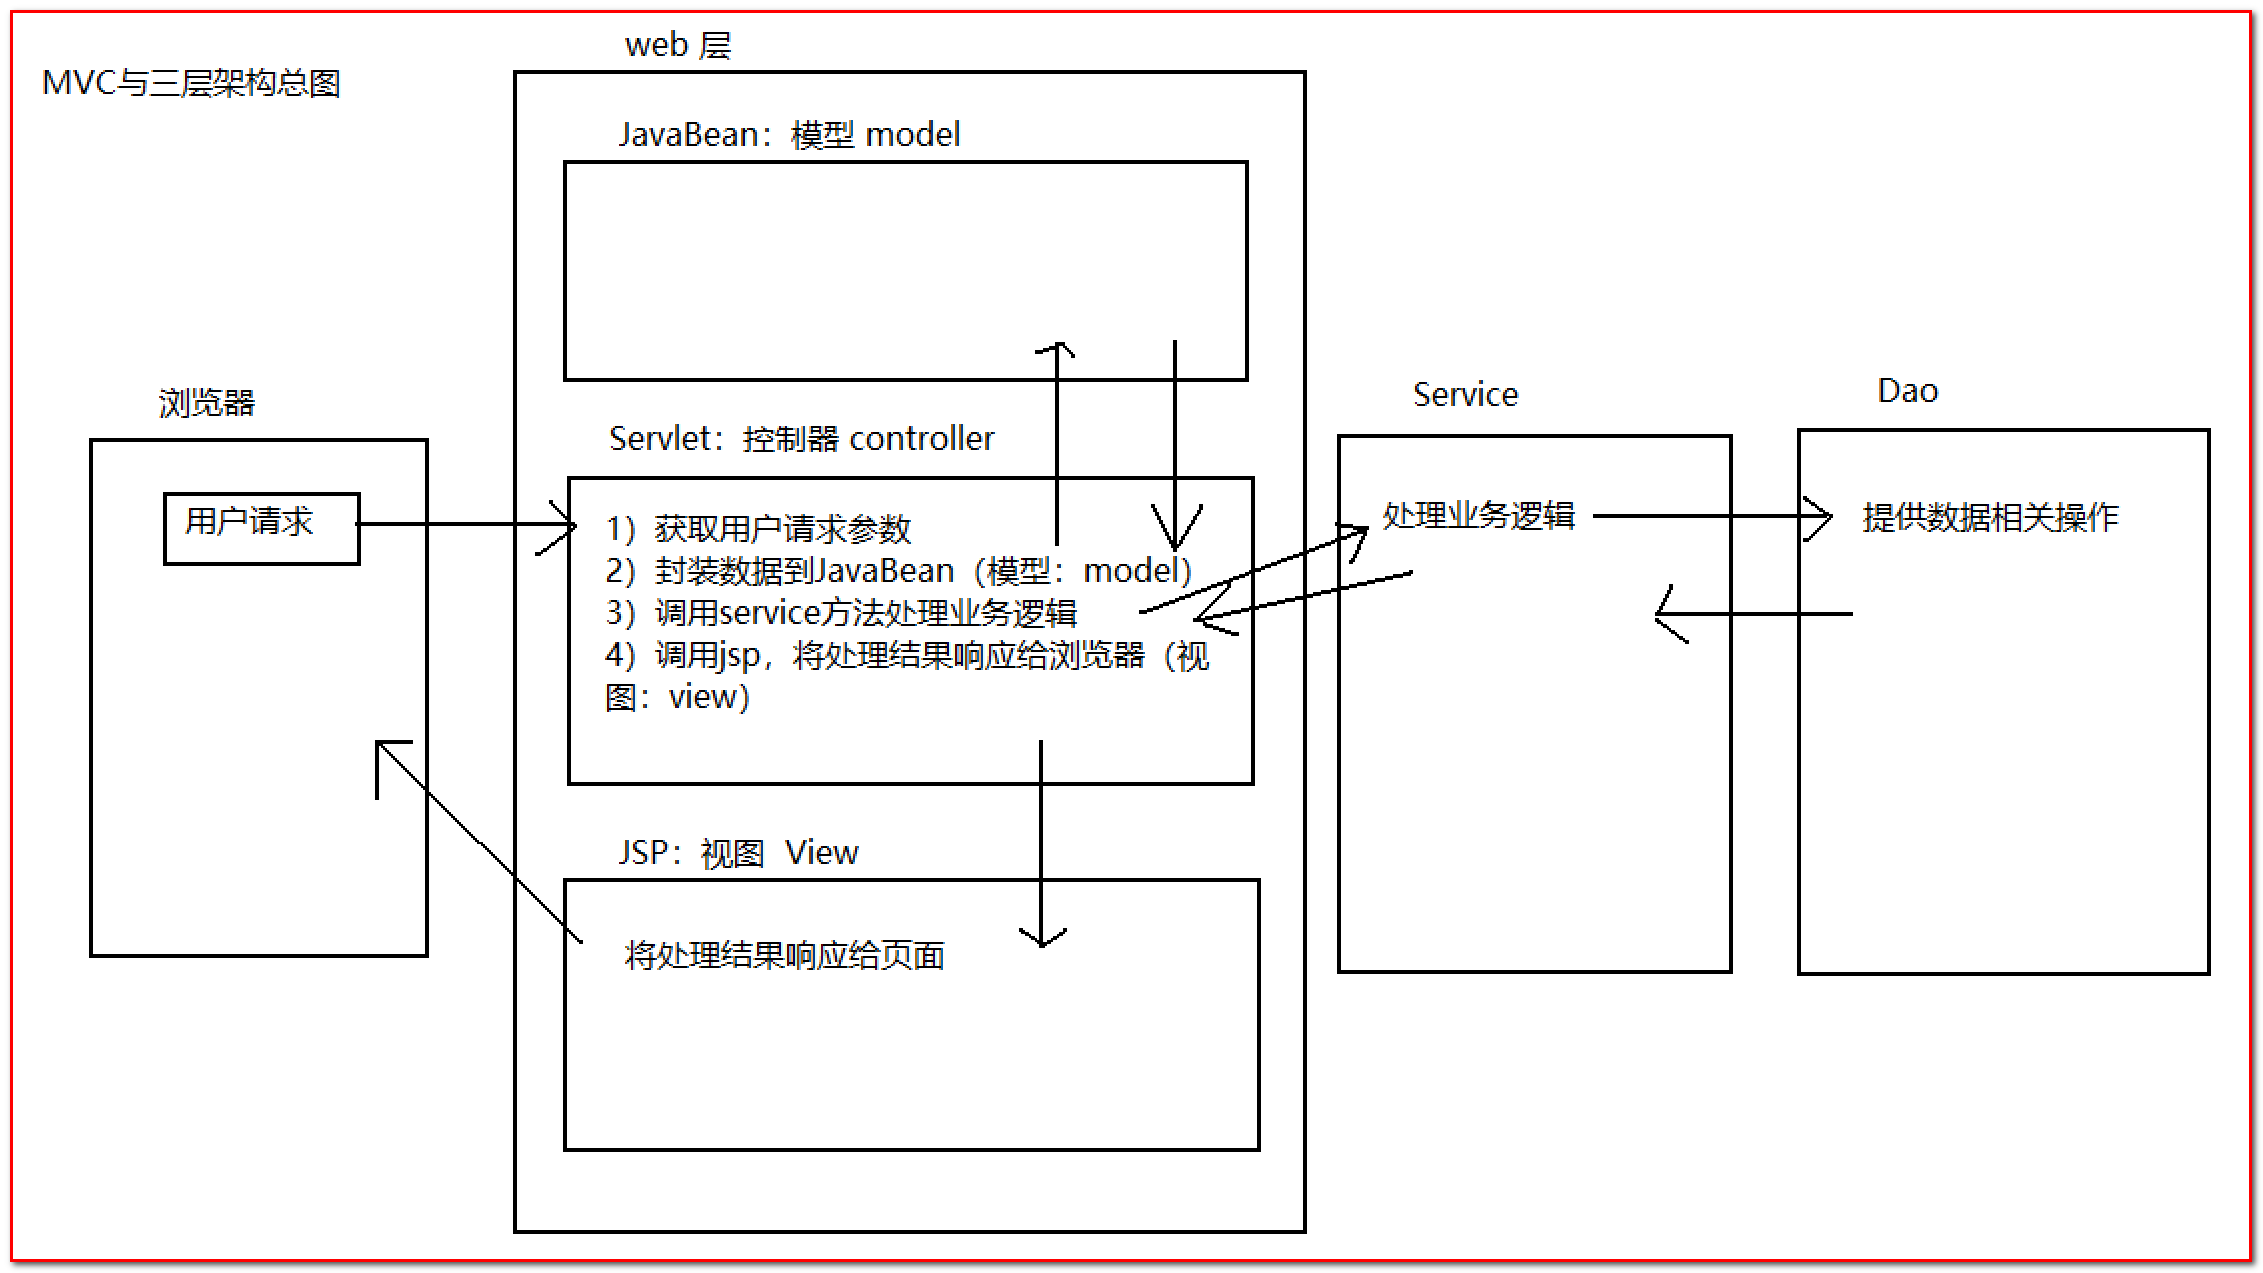 MVC与三层架构总图
web 层
JavaBean：模型 model
浏览器
用户请求
Servlet：控制器 controller
1）获取用户请求参数
2）封装数据到JavaBean（模型：model）
3）调用service方法处理业务逻辑
4）调用jsp，将处理结果响应给浏览器（视
图：view）
JSP：视图  View
将处理结果响应给页面
Service
处理业务逻辑
Dao
提供数据相关操作